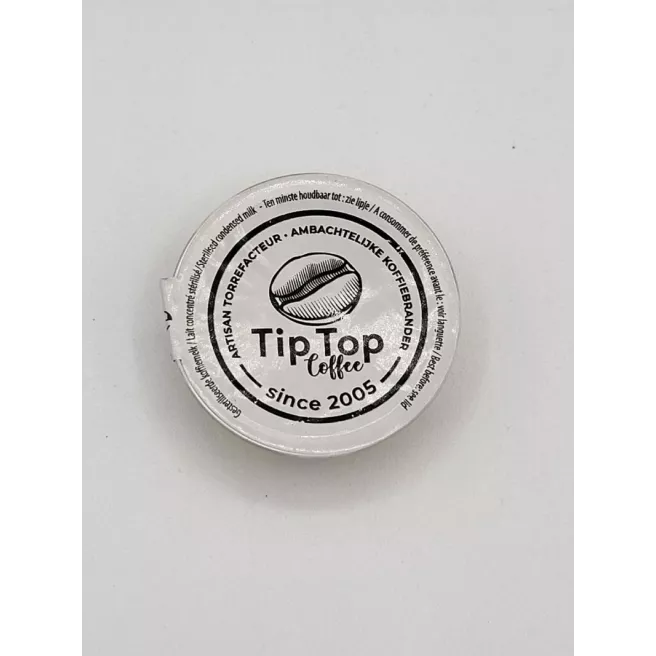 Gesteriliseerde koffiemelk / Lait concentré stérilisé / Sterilised condensed milk - Ten minste houdbaar tot : zie lipje / A consommer de préférence avant le : voir languette / Best before see lid
ARTISAN TORREFACTEUR • AMBACHTELIJKE KOFFIEBRANDER
Tip Top
Coffee
since 2005